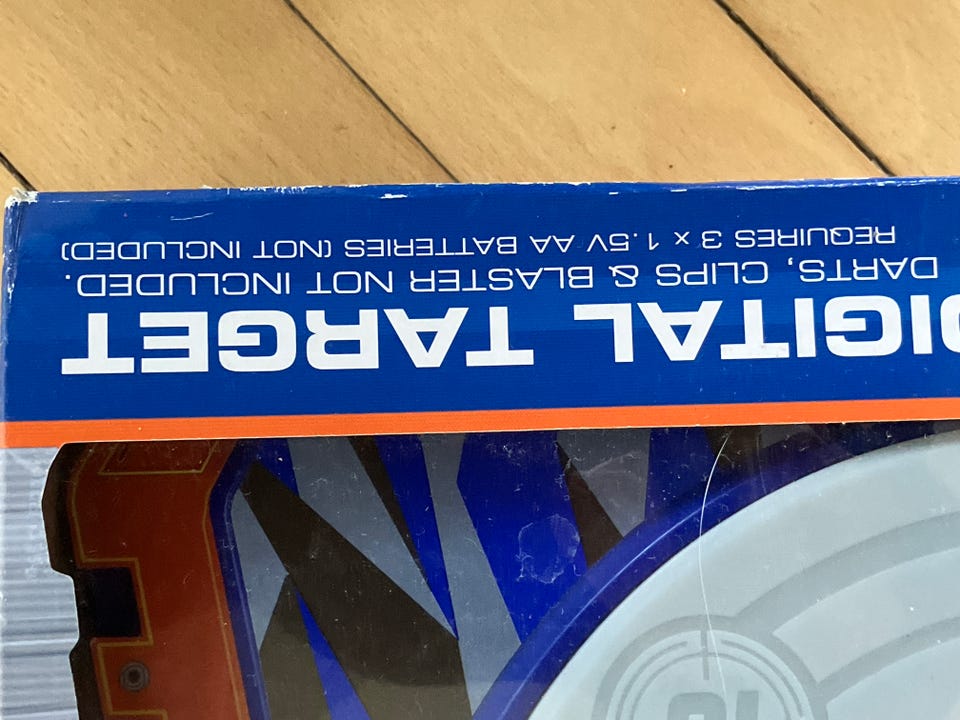 DIGITAL TARGET
DARTS, CLIPS & BLASTER NOT INCLUDED.
REQUIRES 3 x 1.5V AA BATTERIES (NOT INCLUDED)